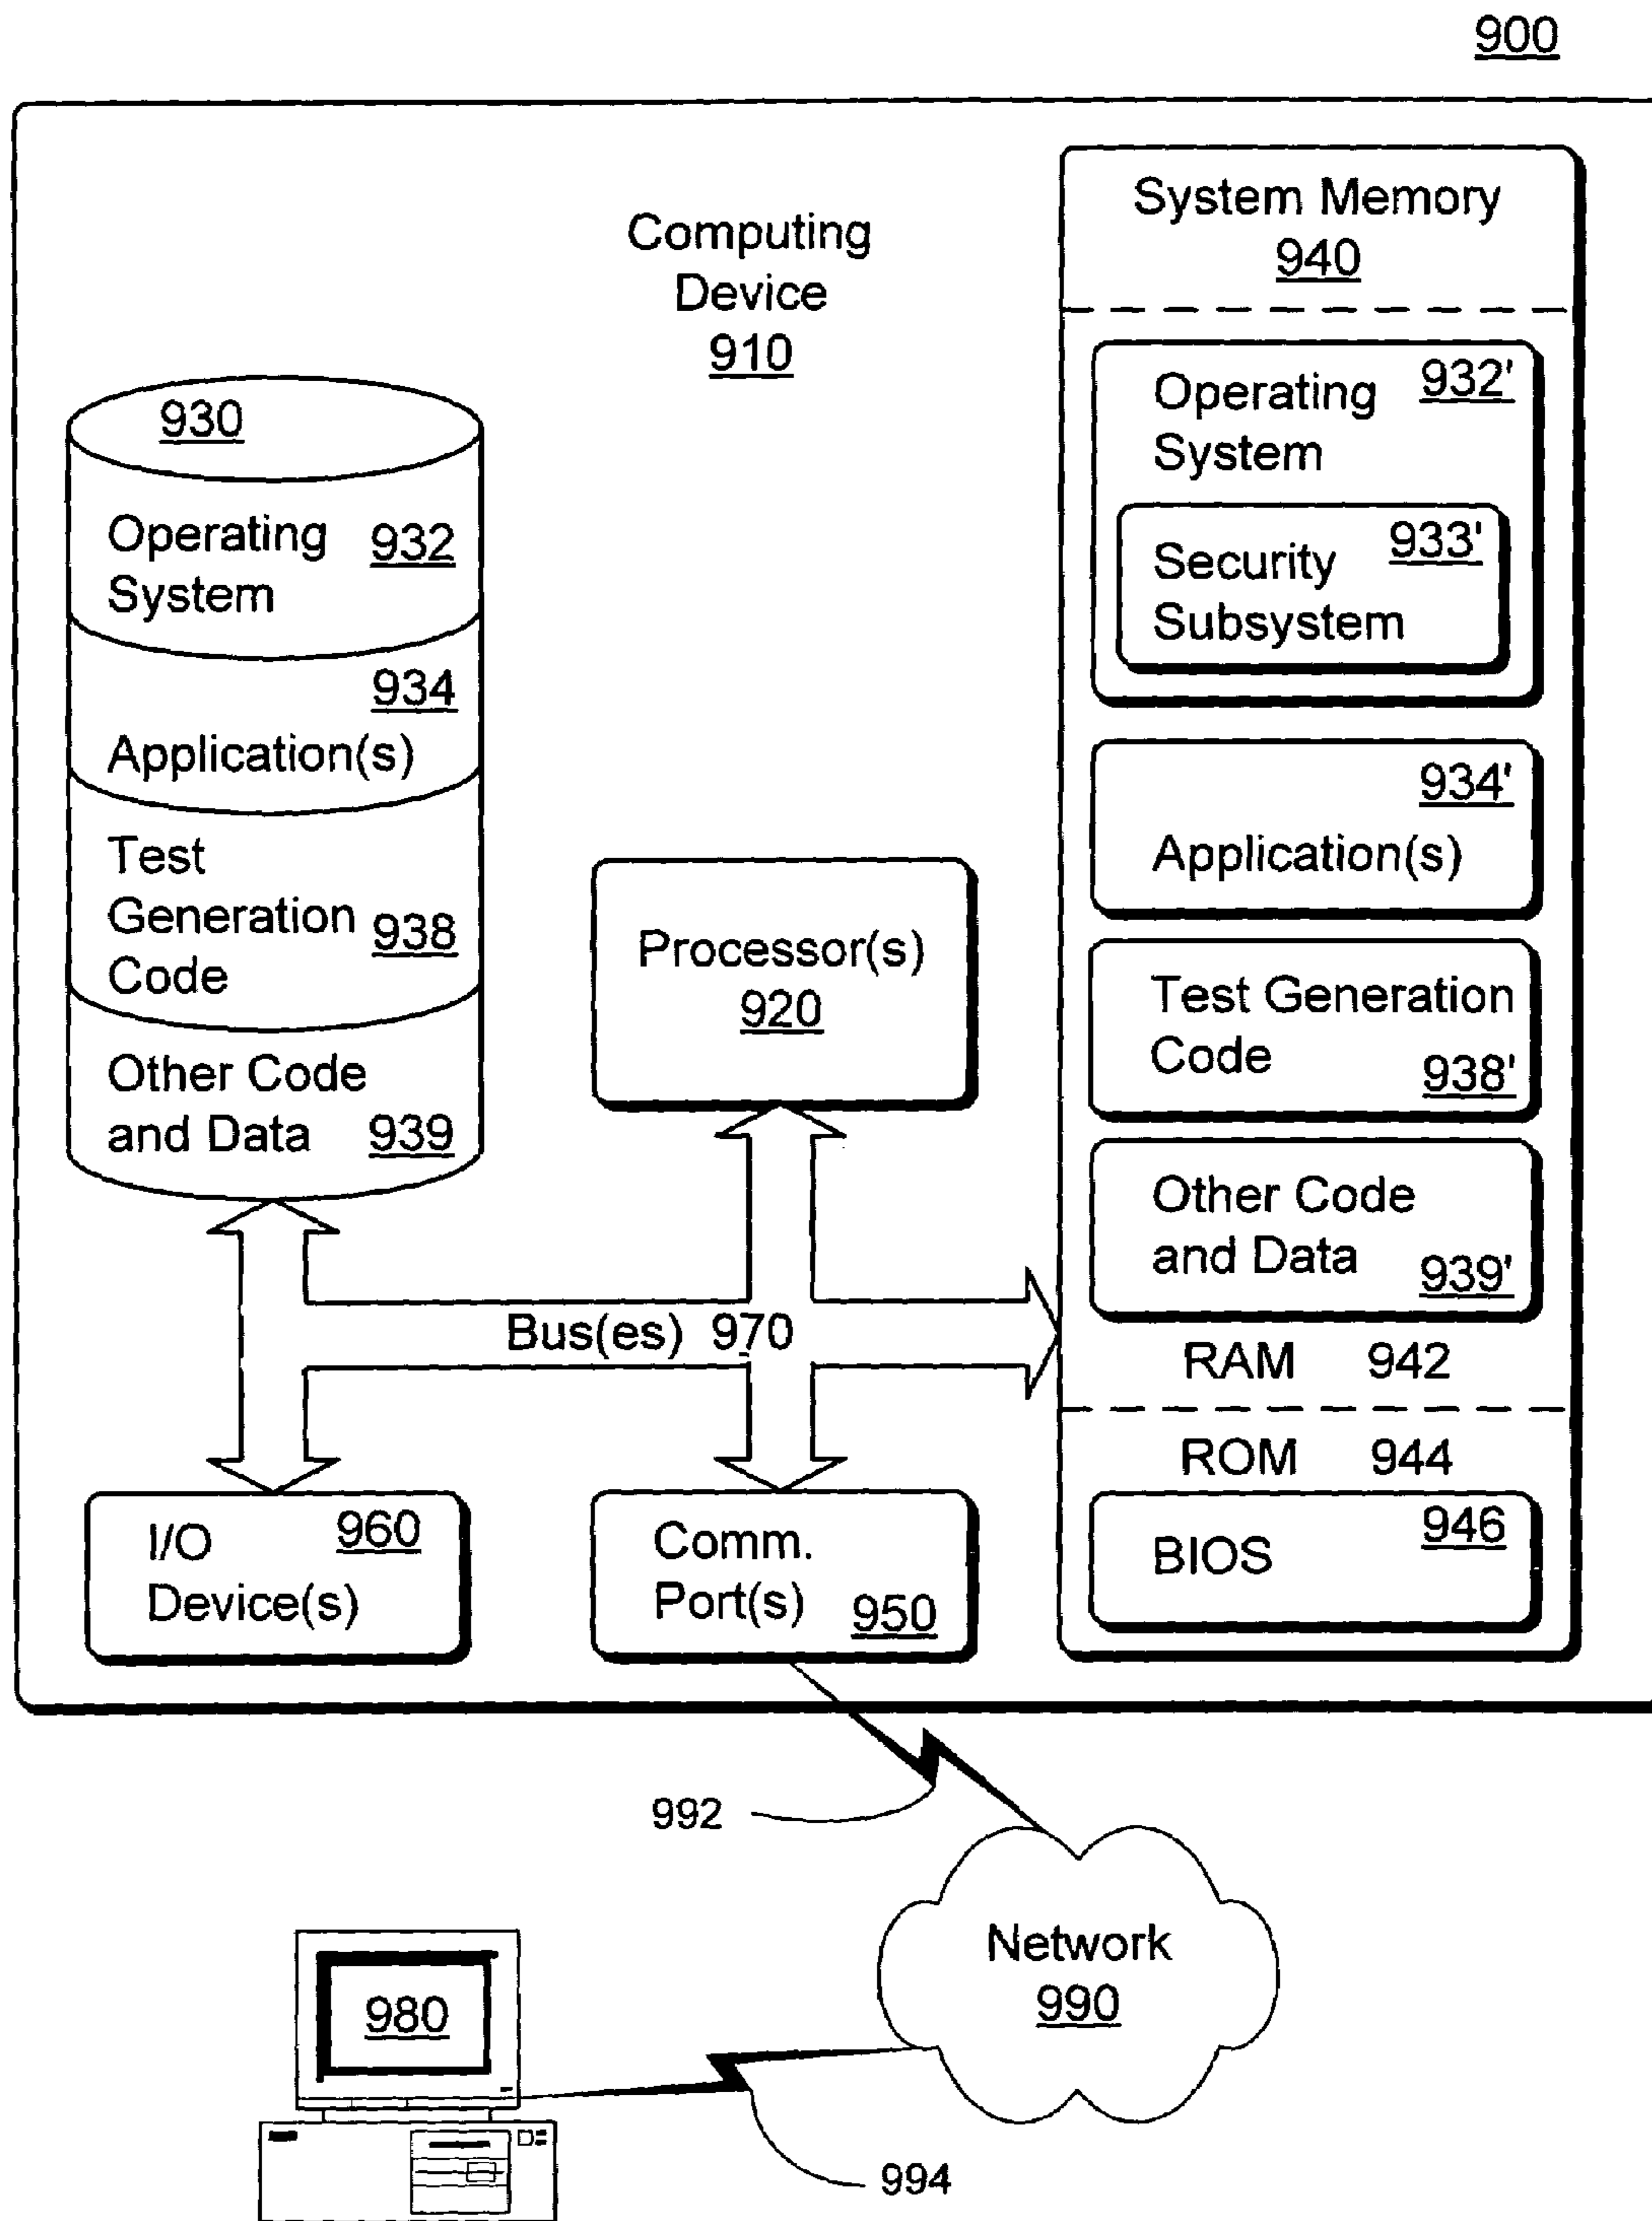 900
Computing
Device
910
930
Operating 932
System
934
Application(s)
Test
Generation 938
Code
Other Code
and Data 939
Processor(s)
920
Bus(es) 970
I/O 960
Device(s)
Comm.
Port(s) 950
System Memory
940
Operating 932'
System
Security 933'
Subsystem
934'
Application(s)
Test Generation
Code 938'
Other Code
and Data 939'
RAM 942
ROM 944
BIOS 946
992
Network
990
980
994